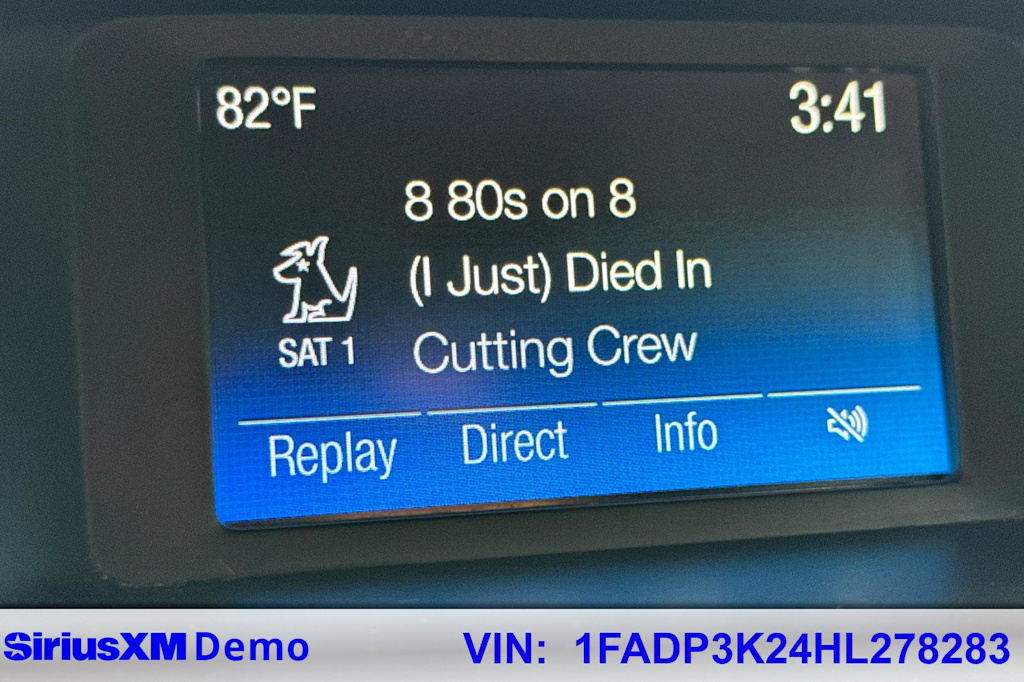 82°F 3:41
8 80s on 8
(I Just) Died In
SAT 1 Cutting Crew
Replay Direct Info
SiriusXM Demo VIN: 1FADP3K24HL278283